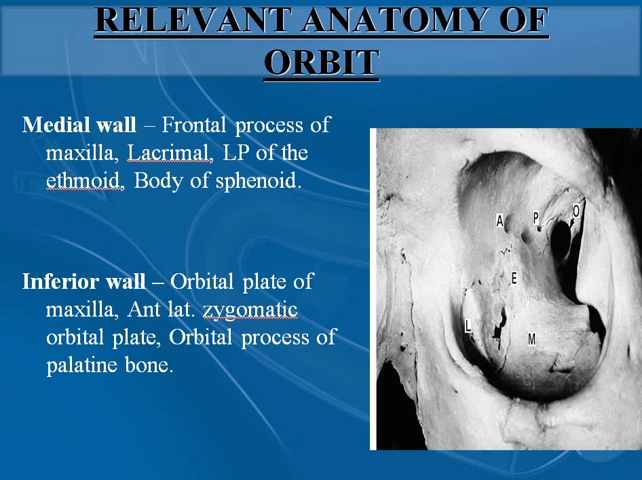 RELEVANT ANATOMY OF
ORBIT
Medial wall – Frontal process of
maxilla, Lacrimal, LP of the
ethmoid, Body of sphenoid.
Inferior wall – Orbital plate of
maxilla, Ant lat. zygomatic
orbital plate, Orbital process of
palatine bone.
A
P
O
E
L
M